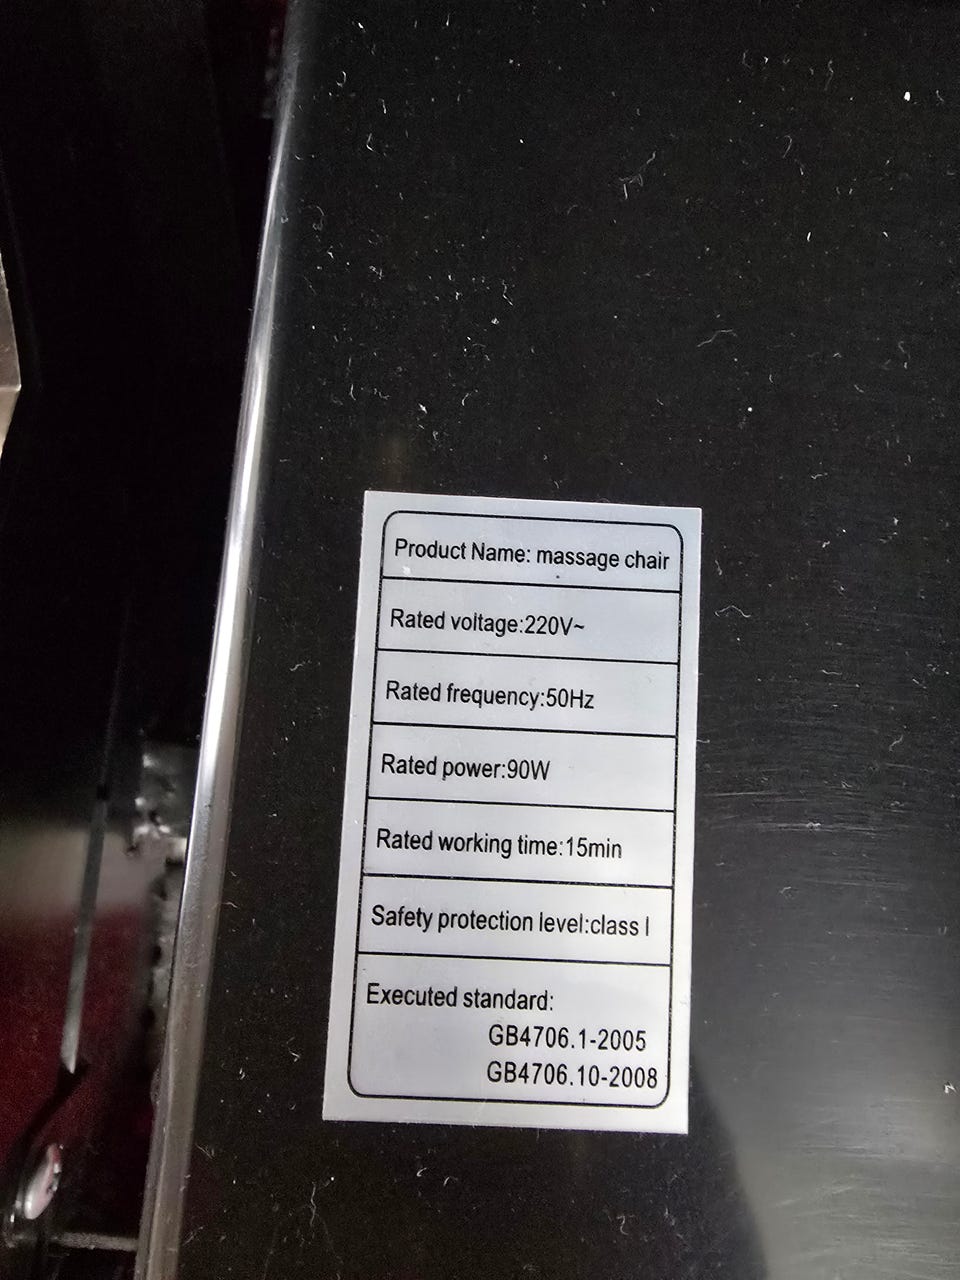 Product Name: massage chair
Rated voltage:220V~
Rated frequency:50Hz
Rated power:90W
Rated working time:15min
Safety protection level:class I
Executed standard:
GB4706.1-2005
GB4706.10-2008